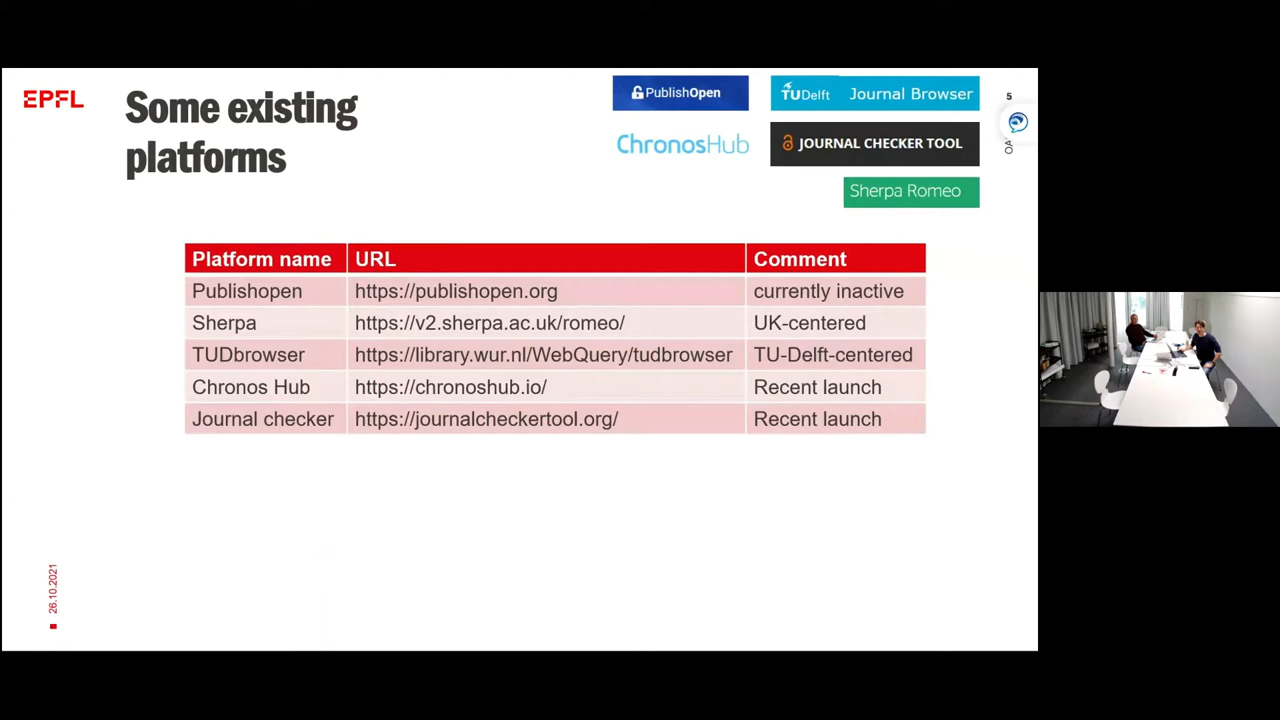 EPFL
Some existing
platforms
PublishOpen
TUDelft Journal Browser
ChronosHub
JOURNAL CHECKER TOOL
Sherpa Romeo
5
OA
Platform name URL Comment
Publishopen https://publishopen.org currently inactive
Sherpa https://v2.sherpa.ac.uk/romeo/ UK-centered
TUDbrowser https://library.wur.nl/WebQuery/tudbrowser TU-Delft-centered
Chronos Hub https://chronoshub.io/ Recent launch
Journal checker https://journalcheckertool.org/ Recent launch
26.10.2021